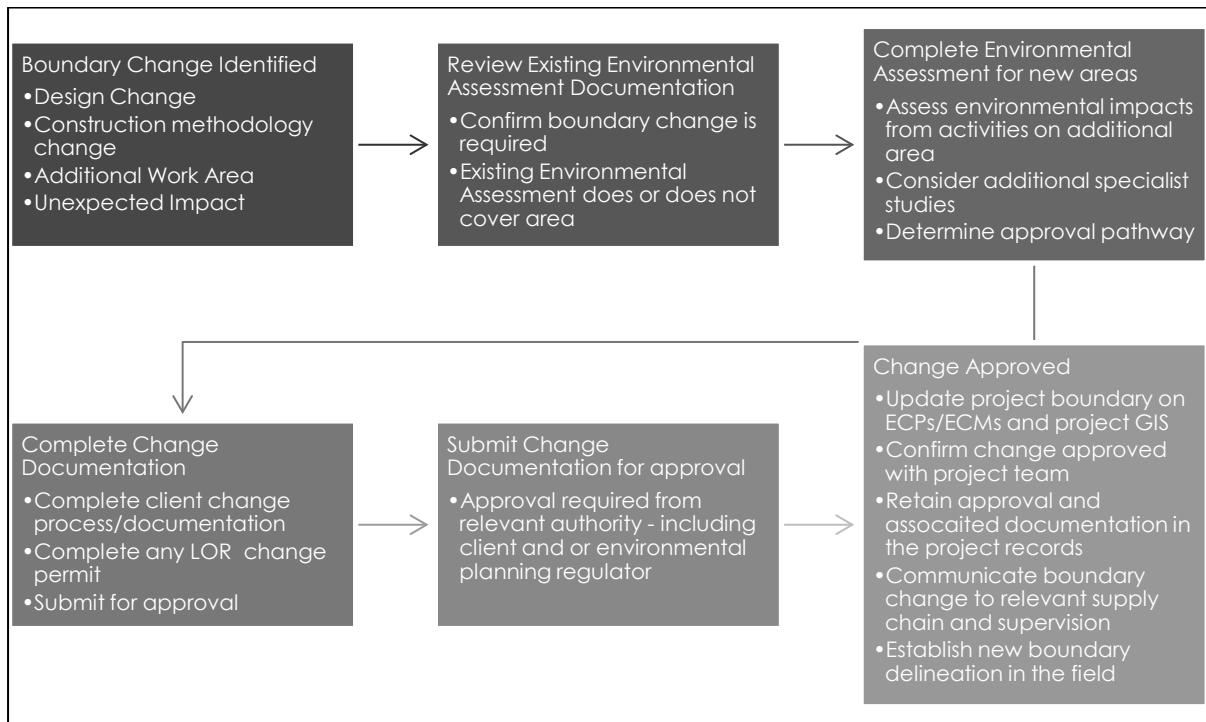 Boundary Change Identified
•Design Change
•Construction methodology
change
•Additional Work Area
•Unexpected Impact
Review Existing Environmental
Assessment Documentation
•Confirm boundary change is
required
•Existing Environmental
Assessment does or does not
cover area
Complete Environmental
Assessment for new areas
•Assess environmental impacts
from activities on additional
area
•Consider additional specialist
studies
•Determine approval pathway
Complete Change
Documentation
•Complete client change
process/documentation
•Complete any LOR change
permit
•Submit for approval
Submit Change
Documentation for approval
•Approval required from
relevant authority - including
client and or environmental
planning regulator
Change Approved
•Update project boundary on
ECPs/ECMs and project GIS
•Confirm change approved
with project team
•Retain approval and
assocaited documentation in
the project records
•Communicate boundary
change to relevant supply
chain and supervision
•Establish new boundary
delineation in the field